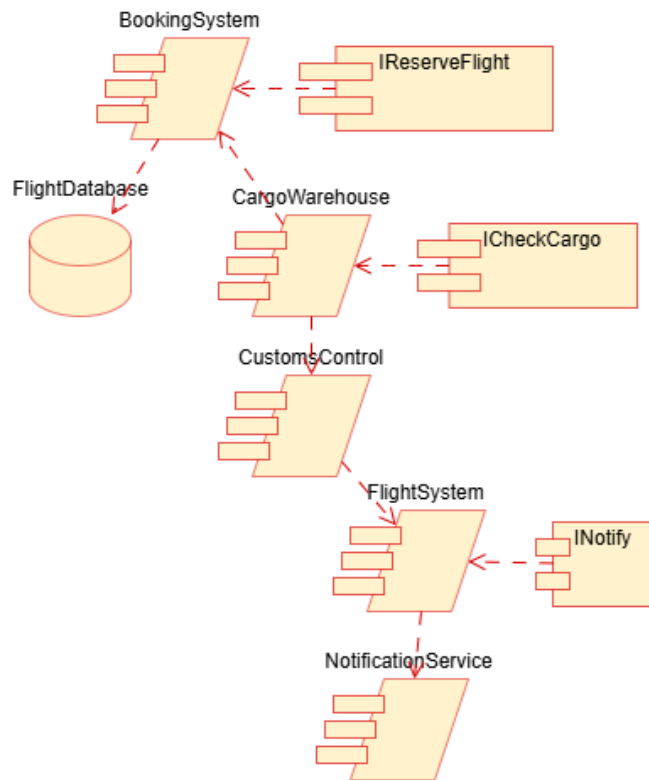 BookingSystem
IReserveFlight
FlightDatabase
CargoWarehouse
ICheckCargo
CustomsControl
FlightSystem
INotify
NotificationService